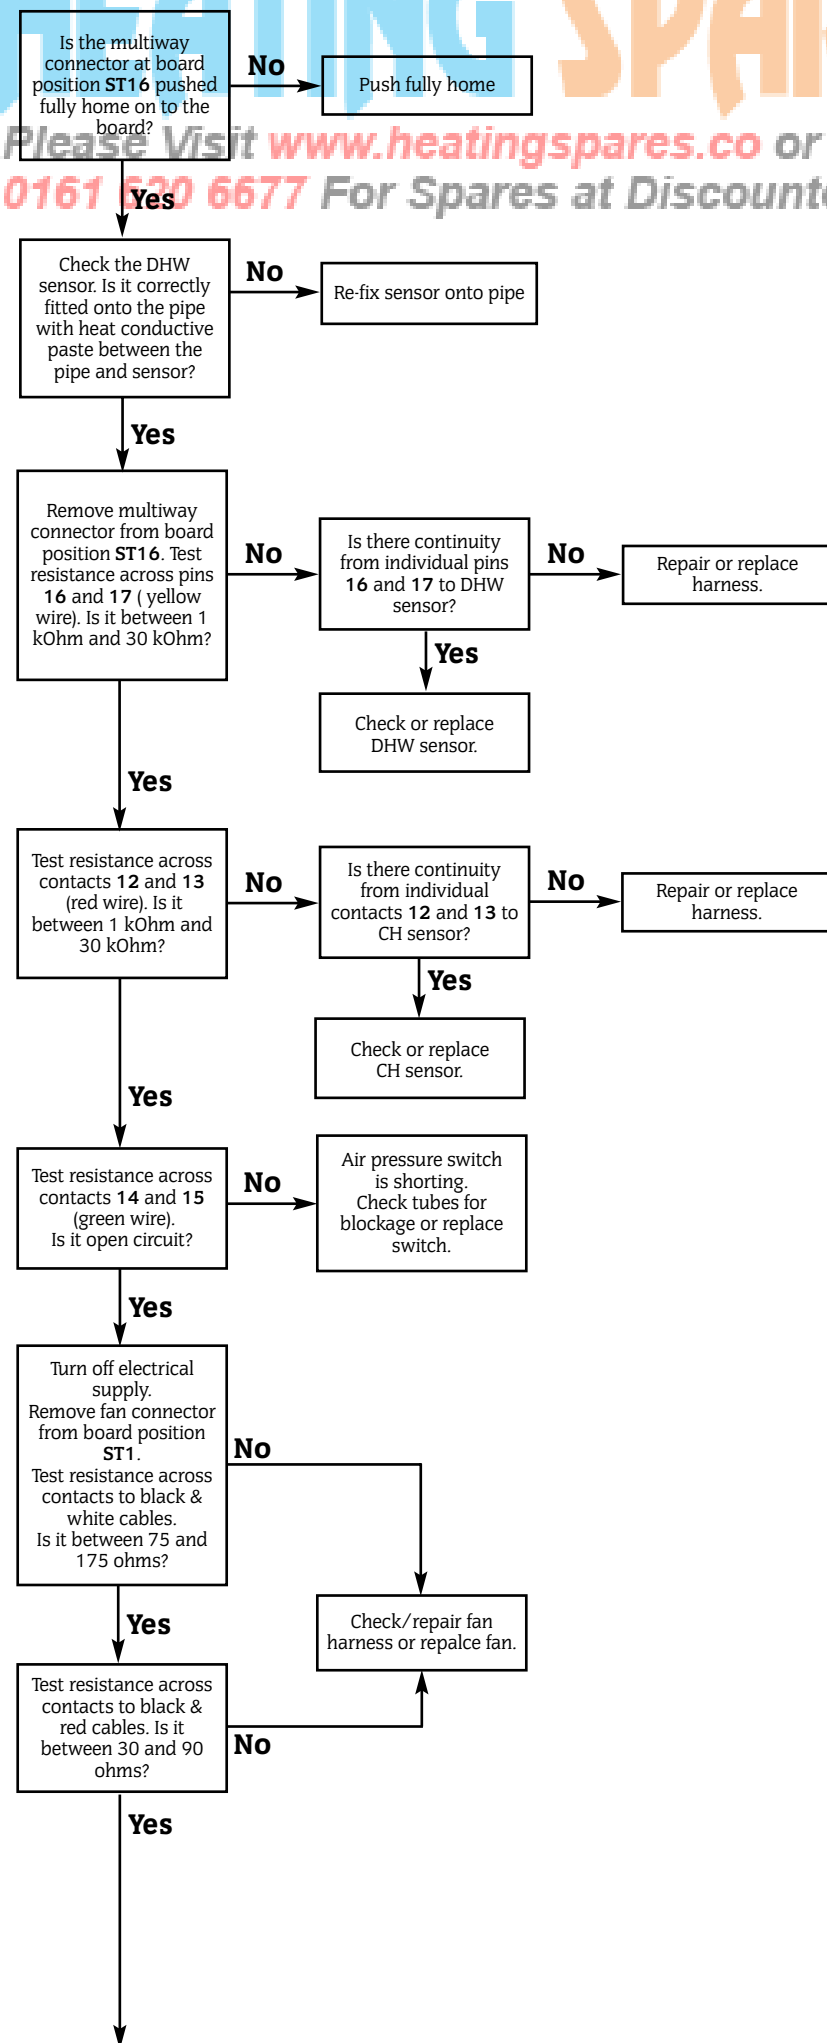 HEATING SPAR
Is the multiway
connector at board
position ST16 pushed
fully home on to the
board?
No
Push fully home
Please Visit www.heatingspares.co or
0161 620 6677 For Spares at Discounte
Yes
Check the DHW
sensor. Is it correctly
fitted onto the pipe
with heat conductive
paste between the
pipe and sensor?
No
Re-fix sensor onto pipe
Yes
Remove multiway
connector from board
position ST16. Test
resistance across pins
16 and 17 ( yellow
wire). Is it between 1
kOhm and 30 kOhm?
No
Is there continuity
from individual pins
16 and 17 to DHW
sensor?
No
Repair or replace
harness.
Yes
Check or replace
DHW sensor.
Yes
Test resistance across
contacts 12 and 13
(red wire). Is it
between 1 kOhm and
30 kOhm?
No
Is there continuity
from individual
contacts 12 and 13 to
CH sensor?
No
Repair or replace
harness.
Yes
Check or replace
CH sensor.
Yes
Test resistance across
contacts 14 and 15
(green wire).
Is it open circuit?
No
Air pressure switch
is shorting.
Check tubes for
blockage or replace
switch.
Yes
Turn off electrical
supply.
Remove fan connector
from board position
ST1.
Test resistance across
contacts to black &
white cables.
Is it between 75 and
175 ohms?
No
Check/repair fan
harness or repalce fan.
Yes
Test resistance across
contacts to black &
red cables. Is it
between 30 and 90
ohms?
No
Yes